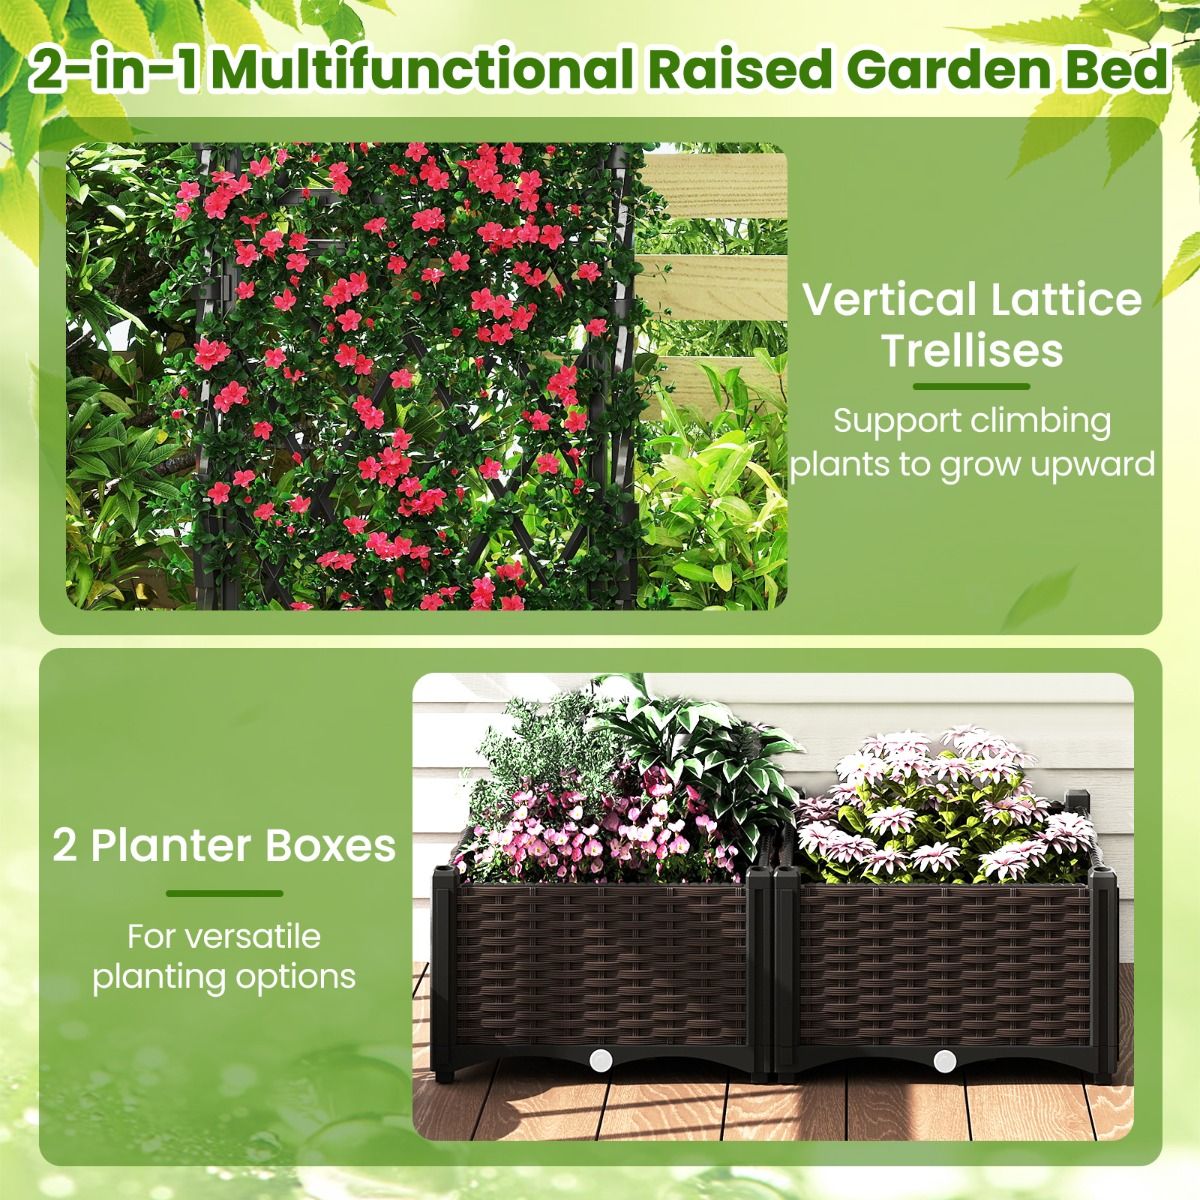 2-in-1 Multifunctional Raised Garden Bed
Vertical Lattice
Trellises
Support climbing
plants to grow upward
2 Planter Boxes
For versatile
planting options